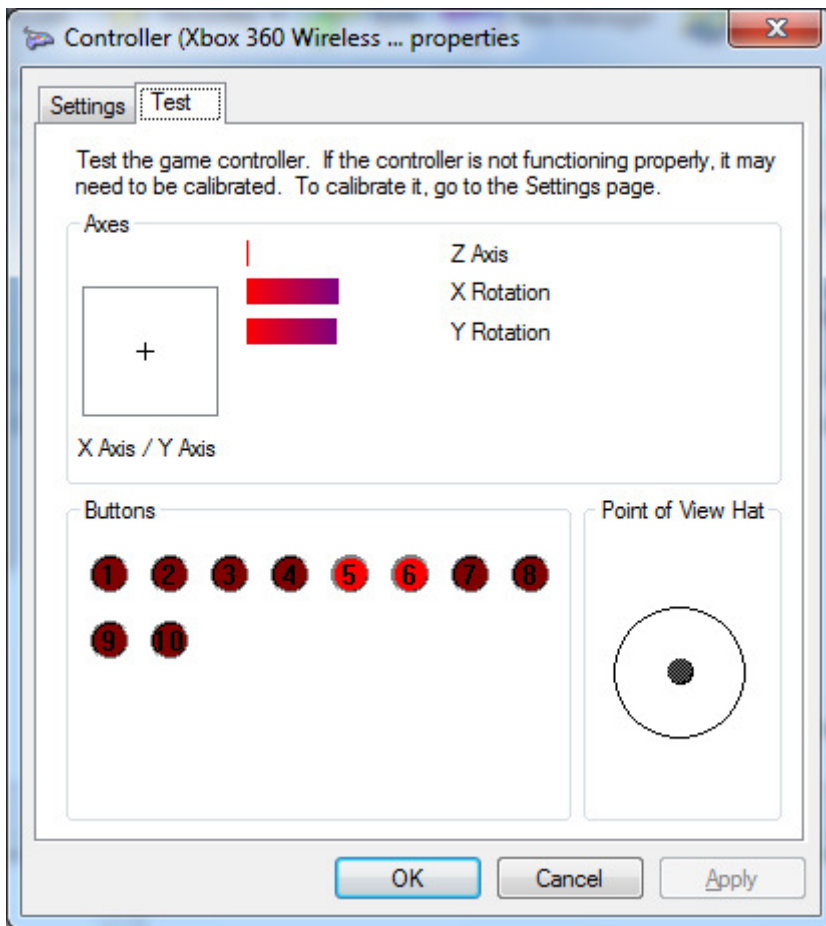 Controller (Xbox 360 Wireless ... properties
Settings
Test
Test the game controller. If the controller is not functioning properly, it may
need to be calibrated. To calibrate it, go to the Settings page.
Axes
Z Axis
X Rotation
Y Rotation
X Axis / Y Axis
Buttons
1 2 3 4 5 6 7 8
9 10
Point of View Hat
OK
Cancel
Apply